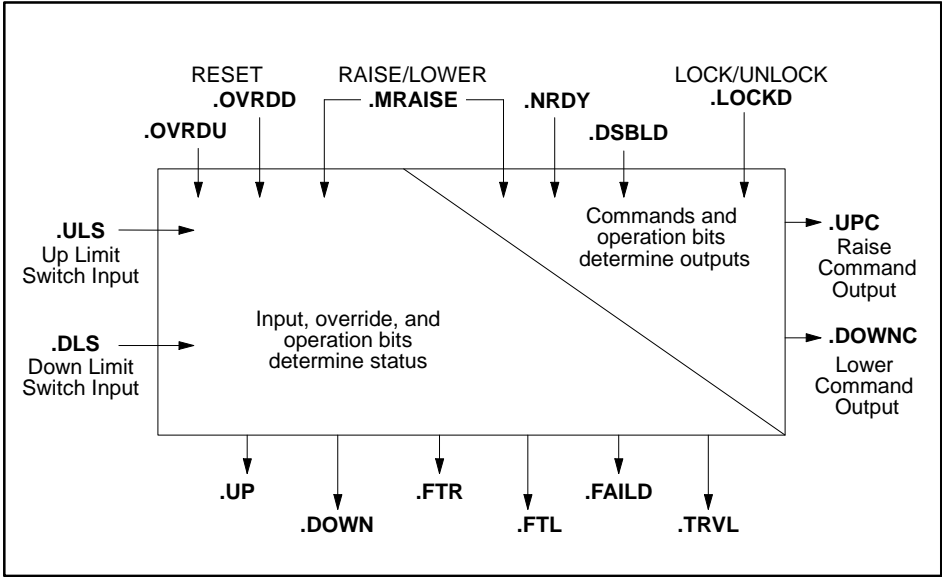 RESET
.OVRDD
.OVRDU
RAISE/LOWER
.MRAISE
.NRDY
.DSBLD
LOCK/UNLOCK
.LOCKD
.ULS
Up Limit
Switch Input
.DLS
Down Limit
Switch Input
Commands and
operation bits
determine outputs
Input, override, and
operation bits
determine status
.UPC
Raise
Command
Output
.DOWNC
Lower
Command
Output
.UP
.DOWN
.FTR
.FTL
.FAILD
.TRVL